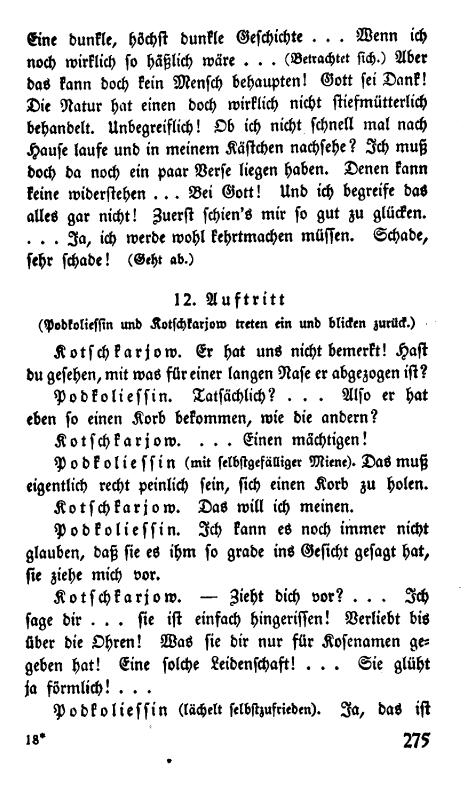 Eine dunkle, höchst dunkle Geschichte . . . Wenn ich
noch wirklich so häßlich wäre . . . (Betrachtet sich.) Aber
das kann doch kein Mensch behaupten! Gott sei Dank!
Die Natur hat einen doch wirklich nicht stiefmütterlich
behandelt. Unbegreiflich! Ob ich nicht schnell mal nach
Hause laufe und in meinem Kästchen nachsehe? Ich muß
doch da noch ein paar Verse liegen haben. Denen kann
keine widerstehen . . . Bei Gott! Und ich begreife das
alles gar nicht! Zuerst schien's mir so gut zu glücken.
. . . Ja, ich werde wohl kehrtmachen müssen. Schade,
sehr schade! (Geht ab.)
12. Auftritt
(Podkoliessin und Kotschkarjow treten ein und blicken zurück.)
Kotschkarjow. Er hat uns nicht bemerkt! Hast
du gesehen, mit was für einer langen Nase er abgezogen ist?
Podkoliessin. Tatsächlich? . . . Also er hat
eben so einen Korb bekommen, wie die andern?
Kotschkarjow. . . . Einen mächtigen!
Podkoliessin (mit selbstgefälliger Miene). Das muß
eigentlich recht peinlich sein, sich einen Korb zu holen.
Kotschkarjow. Das will ich meinen.
Podkoliessin. Ich kann es noch immer nicht
glauben, daß sie es ihm so grade ins Gesicht gesagt hat,
sie ziehe mich vor.
Kotschkarjow. — Zieht dich vor? . . . Ich
sage dir . . . sie ist einfach hingerissen! Verliebt bis
über die Ohren! Was sie dir nur für Kosenamen ge-
geben hat! Eine solche Leidenschaft! . . . Sie glüht
ja förmlich! . . .
Podkoliessin (lächelt selbstzufrieden). Ja, das ist
18* 275